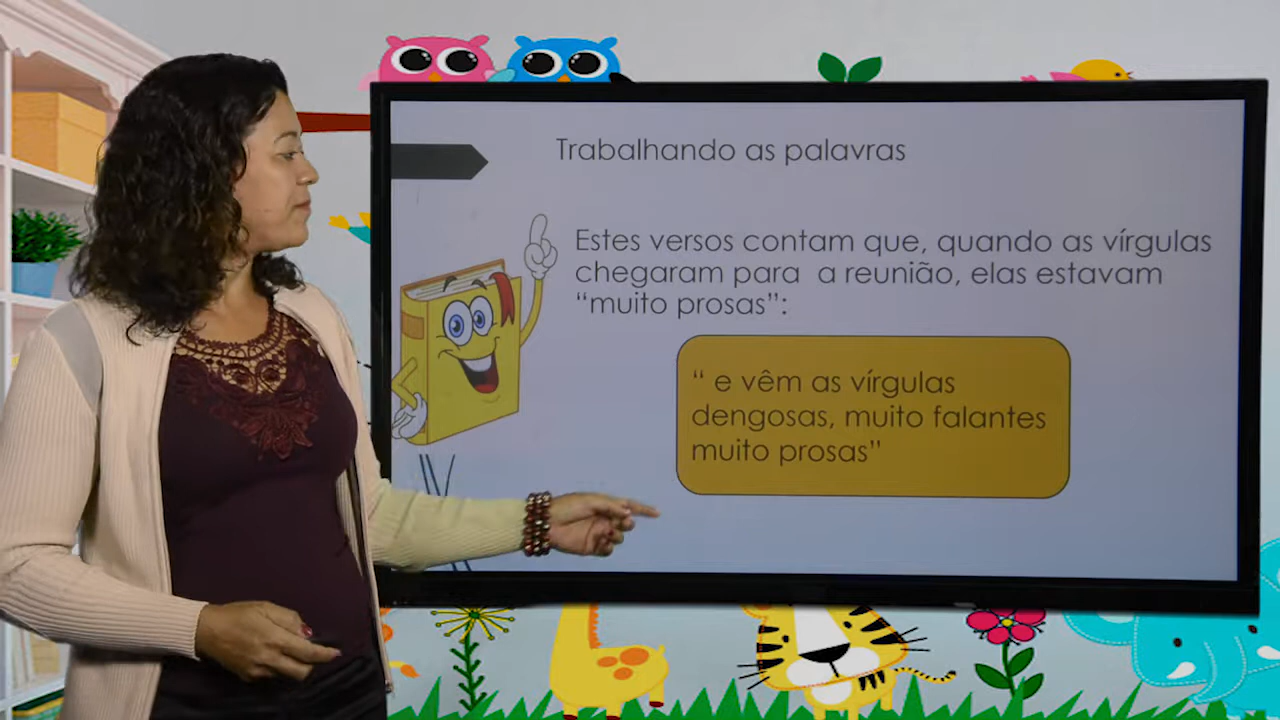 Trabalhando as palavras
Estes versos contam que, quando as vírgulas
chegaram para a reunião, elas estavam
“muito prosas”:
“ e vêm as vírgulas
dengosas, muito falantes
muito prosas”